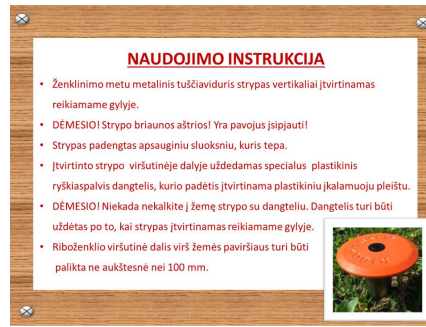 NAUDOJIMO INSTRUKCIJA
• Ženklinimo metu metalinis tuščiaviduris strypas vertikaliai įtvirtinamas
reikiamame gylyje.
• DĖMESIO! Strypo briaunos aštrios! Yra pavojus įsipjauti!
• Strypas padengtas apsauginiu sluoksniu, kuris tepa.
• Įtvirtinto strypo viršutinėje dalyje uždedamas specialus plastikinis
ryškiaspalvis dangtelis, kurio padėtis įtvirtinama plastikiniu įkalamuoju pleištu.
• DĖMESIO! Niekada nekalkite į žemę strypo su dangteliu. Dangtelis turi būti
uždėtas po to, kai strypas įtvirtinamas reikiamame gylyje.
• Riboženklio viršutinė dalis virš žemės paviršiaus turi būti
palikta ne aukštesnė nei 100 mm.